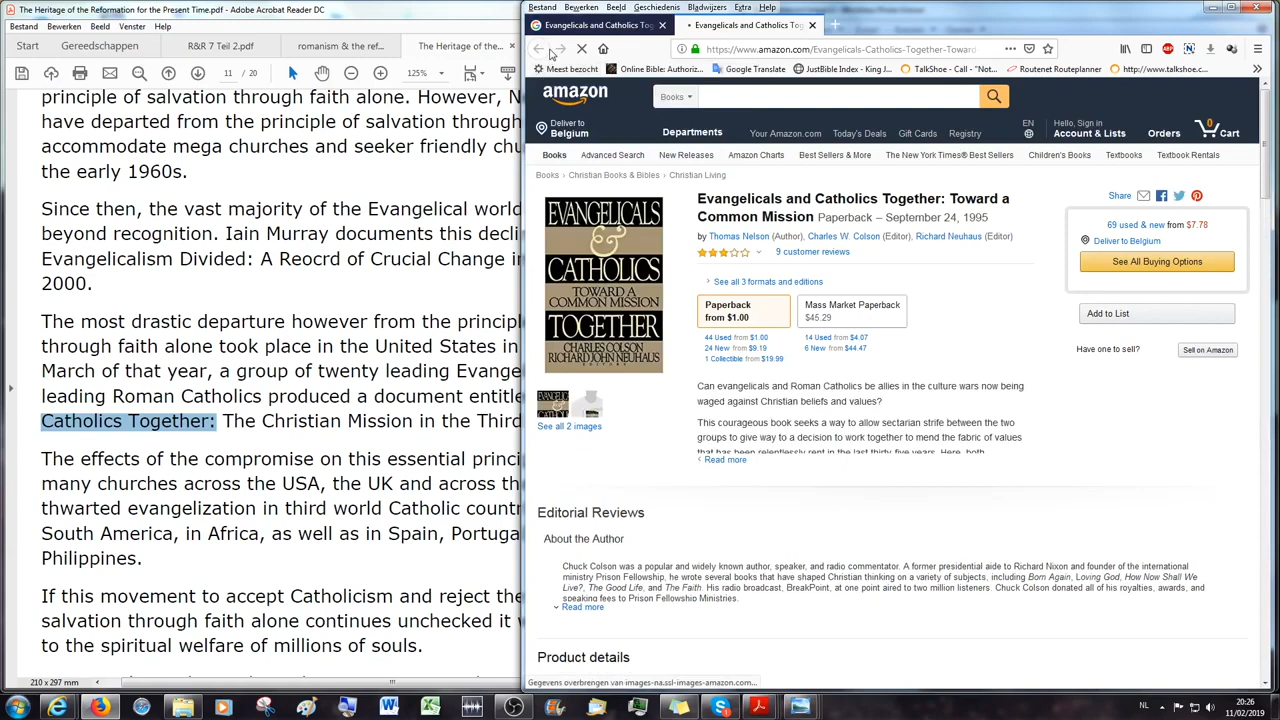 The Heritage of the Reformation for the Present Time.pdf - Adobe Acrobat Reader DC
Bestand Bewerken Beeld Venster Help
Start Gereedschappen R&R 7 Teil 2.pdf romanism & the ref... The Heritage of the...
11 / 20 125%
principle of salvation through faith alone. However, N
have departed from the principle of salvation through
accommodate mega churches and seeker friendly chu
the early 1960s.
Since then, the vast majority of the Evangelical world
beyond recognition. Iain Murray documents this decli
Evangelicalism Divided: A Reocrd of Crucial Change in
2000.
The most drastic departure however from the principl
through faith alone took place in the United States in
March of that year, a group of twenty leading Evange
leading Roman Catholics produced a document entitle
Catholics Together: The Christian Mission in the Third
The effects of the compromise on this essential princi
many churches across the USA, the UK and across the
thwarted evangelization in third world Catholic count
South America, in Africa, as well as in Spain, Portuga
Philippines.
If this movement to accept Catholicism and reject the
salvation through faith alone continues unchecked it w
to the spiritual welfare of millions of souls.
210 x 297 mm
Bestand Bewerken Beeld Geschiedenis Bladwijzers Extra Help
Evangelicals and Catholics Tog Evangelicals and Catholics Tog
https://www.amazon.com/Evangelicals-Catholics-Together-Toward
Meest bezocht Online Bible: Authoriz... Google Translate JustBible Index - King J... TalkShoe - Call - "Not... Routenet Routeplanner http://www.talkshoe.c...
amazon
Books
Deliver to
Belgium
Departments Your Amazon.com Today's Deals Gift Cards Registry
EN
Hello, Sign in
Account & Lists
Orders
0
Cart
Books Advanced Search New Releases Amazon Charts Best Sellers & More The New York Times® Best Sellers Children's Books Textbooks Textbook Rentals
Books › Christian Books & Bibles › Christian Living
EVANGELICALS
&
CATHOLICS
TOWARD A
COMMON MISSION
TOGETHER
CHARLES COLSON
RICHARD JOHN NEUHAUS
EDITORS
See all 2 images
Evangelicals and Catholics Together: Toward a
Common Mission Paperback – September 24, 1995
by Thomas Nelson (Author), Charles W. Colson (Editor), Richard Neuhaus (Editor)
9 customer reviews
See all 3 formats and editions
Paperback
from $1.00
Mass Market Paperback
$45.29
44 Used from $1.00
24 New from $9.19
1 Collectible from $19.99
14 Used from $4.07
6 New from $44.47
Can evangelicals and Roman Catholics be allies in the culture wars now being
waged against Christian beliefs and values?
This courageous book seeks a way to allow sectarian strife between the two
groups to give way to a decision to work together to mend the fabric of values
that has been relentlessly rent in the last thirty-five years. Here, both
Read more
Share
69 used & new from $7.78
Deliver to Belgium
See All Buying Options
Add to List
Have one to sell? Sell on Amazon
Editorial Reviews
About the Author
Chuck Colson was a popular and widely known author, speaker, and radio commentator. A former presidential aide to Richard Nixon and founder of the international
ministry Prison Fellowship, he wrote several books that have shaped Christian thinking on a variety of subjects, including Born Again, Loving God, How Now Shall We
Live?, The Good Life, and The Faith. His radio broadcast, BreakPoint, at one point aired to two million listeners. Chuck Colson donated all of his royalties, awards, and
speaking fees to Prison Fellowship Ministries.
Read more
Product details
Gegevens overbrengen van images-na.ssl-images-amazon.com...
NL
20:26
11/02/2019